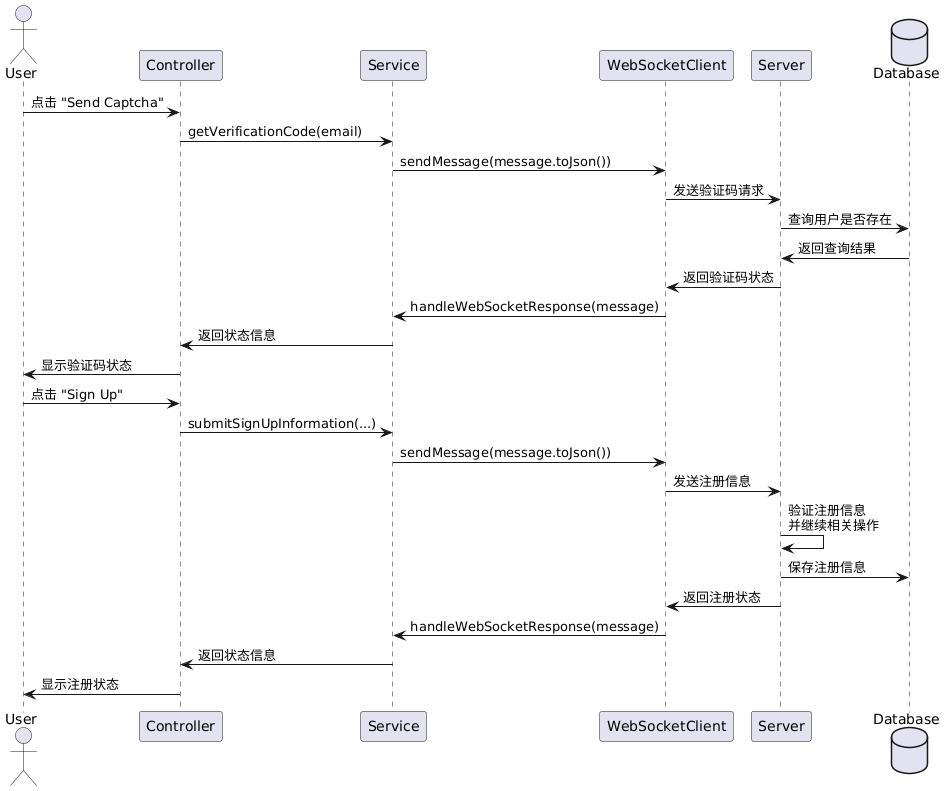 User
Controller
Service
WebSocketClient
Server
Database
点击 "Send Captcha"
getVerificationCode(email)
sendMessage(message.toJson())
发送验证码请求
查询用户是否存在
返回查询结果
返回验证码状态
handleWebSocketResponse(message)
返回状态信息
显示验证码状态
点击 "Sign Up"
submitSignUpInformation(...)
sendMessage(message.toJson())
发送注册信息
验证注册信息
并继续相关操作
保存注册信息
返回注册状态
handleWebSocketResponse(message)
返回状态信息
显示注册状态
User
Controller
Service
WebSocketClient
Server
Database